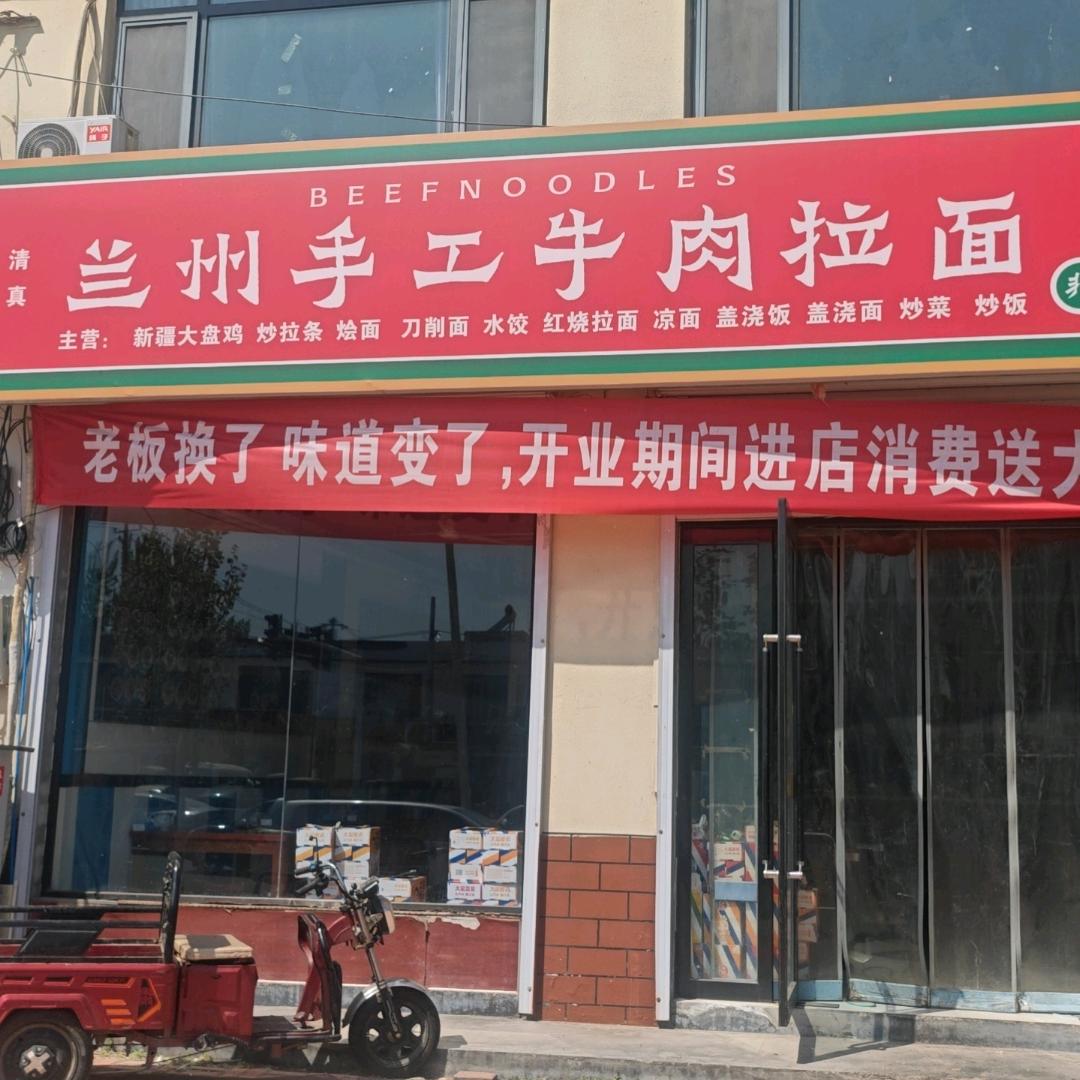 BEEFNOODLES
清真
兰州手工牛肉拉面
主营： 新疆大盘鸡 炒拉条 烩面 刀削面 水饺 红烧拉面 凉面 盖浇饭 盖浇面 炒菜 炒饭
老板换了 味道变了,开业期间进店消费送大
YAIR